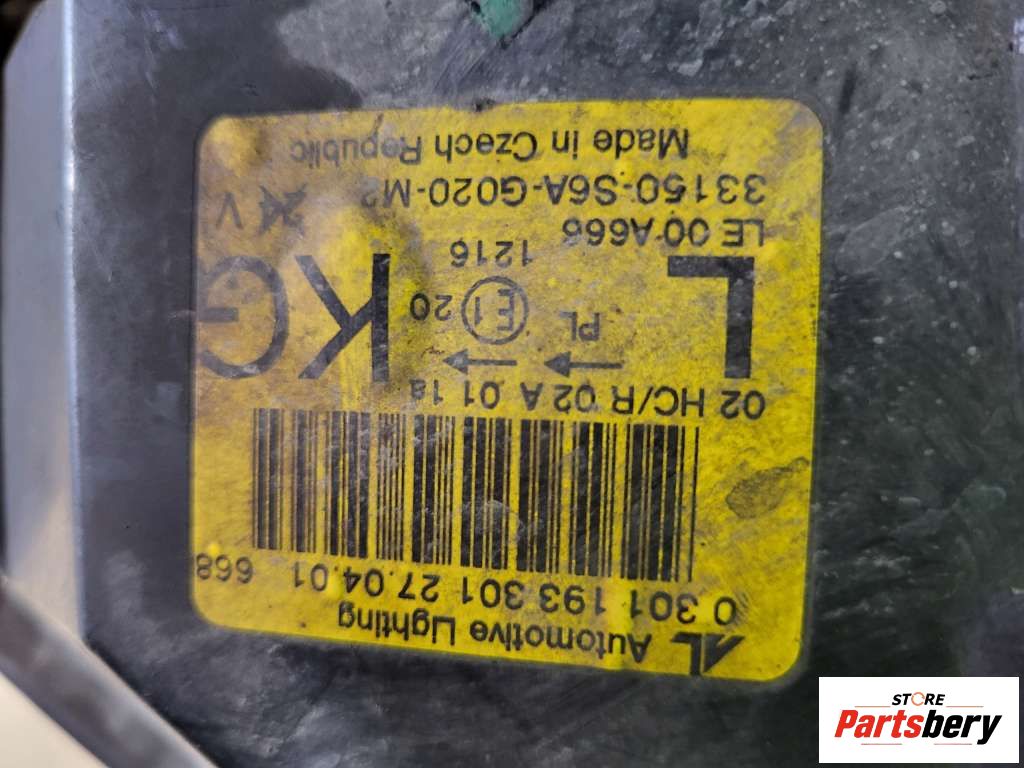 AL Automotive Lighting
0 301 193 301 27.04.01 668
02 HC/R 02 A 01 1a
L PL E1 20 KG
1216
LE 00 A666
33150-S6A-G020-M 24 V
Made in Czech Republic
STORE
Partsbery